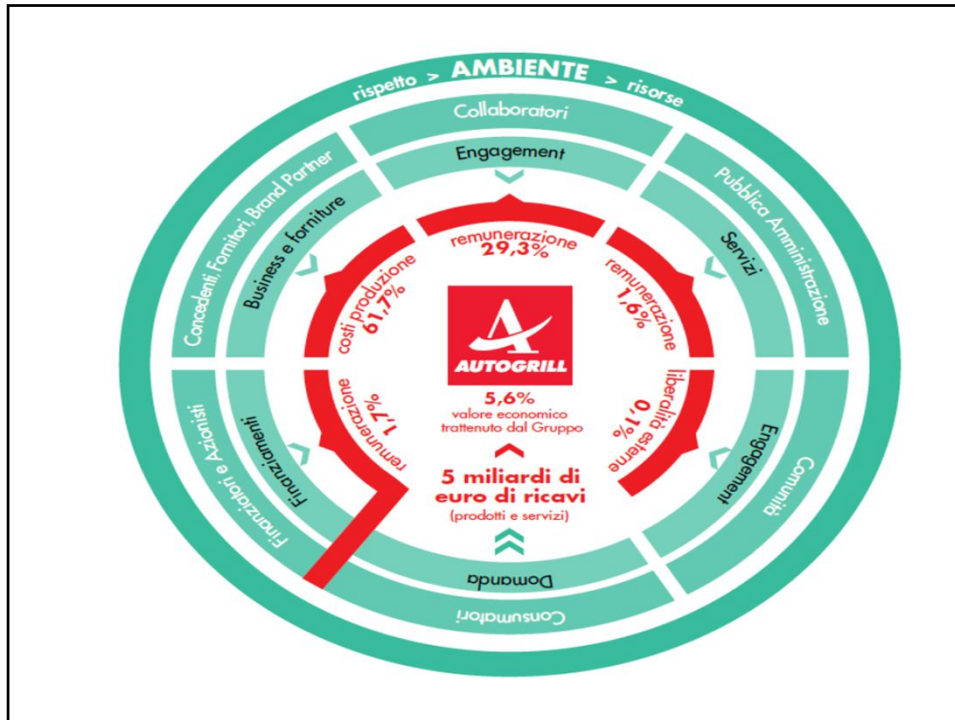 rispetto > AMBIENTE > risorse
Collaboratori
Engagement
Concedenti, Fornitori, Brand Partner
Business e forniture
Pubblica Amministrazione
Servizi
remunerazione
29,3%
costi produzione
61,7%
remunerazione
1,6%
AUTOGRILL
5,6%
valore economico
trattenuto dal Gruppo
remunerazione
1,7%
liberalità esterne
0,1%
Finanziatori e Azionisti
Finanziamenti
Engagement
Comunità
5 miliardi di
euro di ricavi
(prodotti e servizi)
Domanda
Consumatori